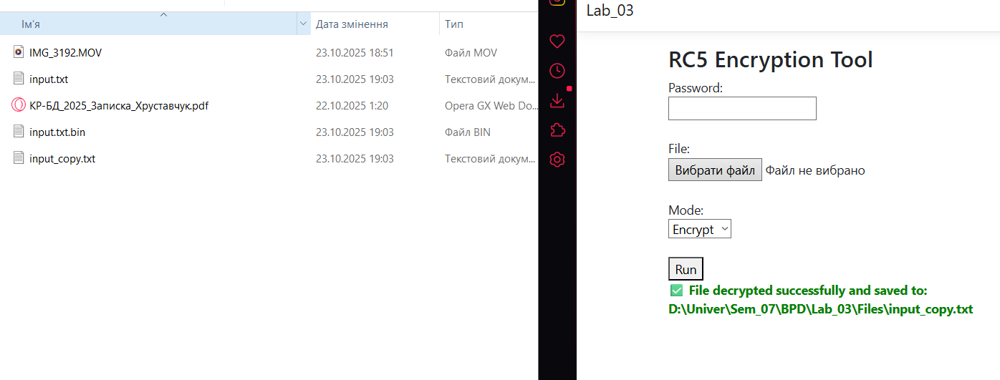 Ім'я Дата змінення Тип
IMG_3192.MOV 23.10.2025 18:51 Файл MOV
input.txt 23.10.2025 19:03 Текстовий докум...
КР-БД_2025_Записка_Хруставчук.pdf 22.10.2025 1:20 Opera GX Web Do...
input.txt.bin 23.10.2025 19:03 Файл BIN
input_copy.txt 23.10.2025 19:03 Текстовий докум...
Lab_03
RC5 Encryption Tool
Password:
File:
Вибрати файл Файл не вибрано
Mode:
Encrypt
Run
✅ File decrypted successfully and saved to:
D:\Univer\Sem_07\BPD\Lab_03\Files\input_copy.txt